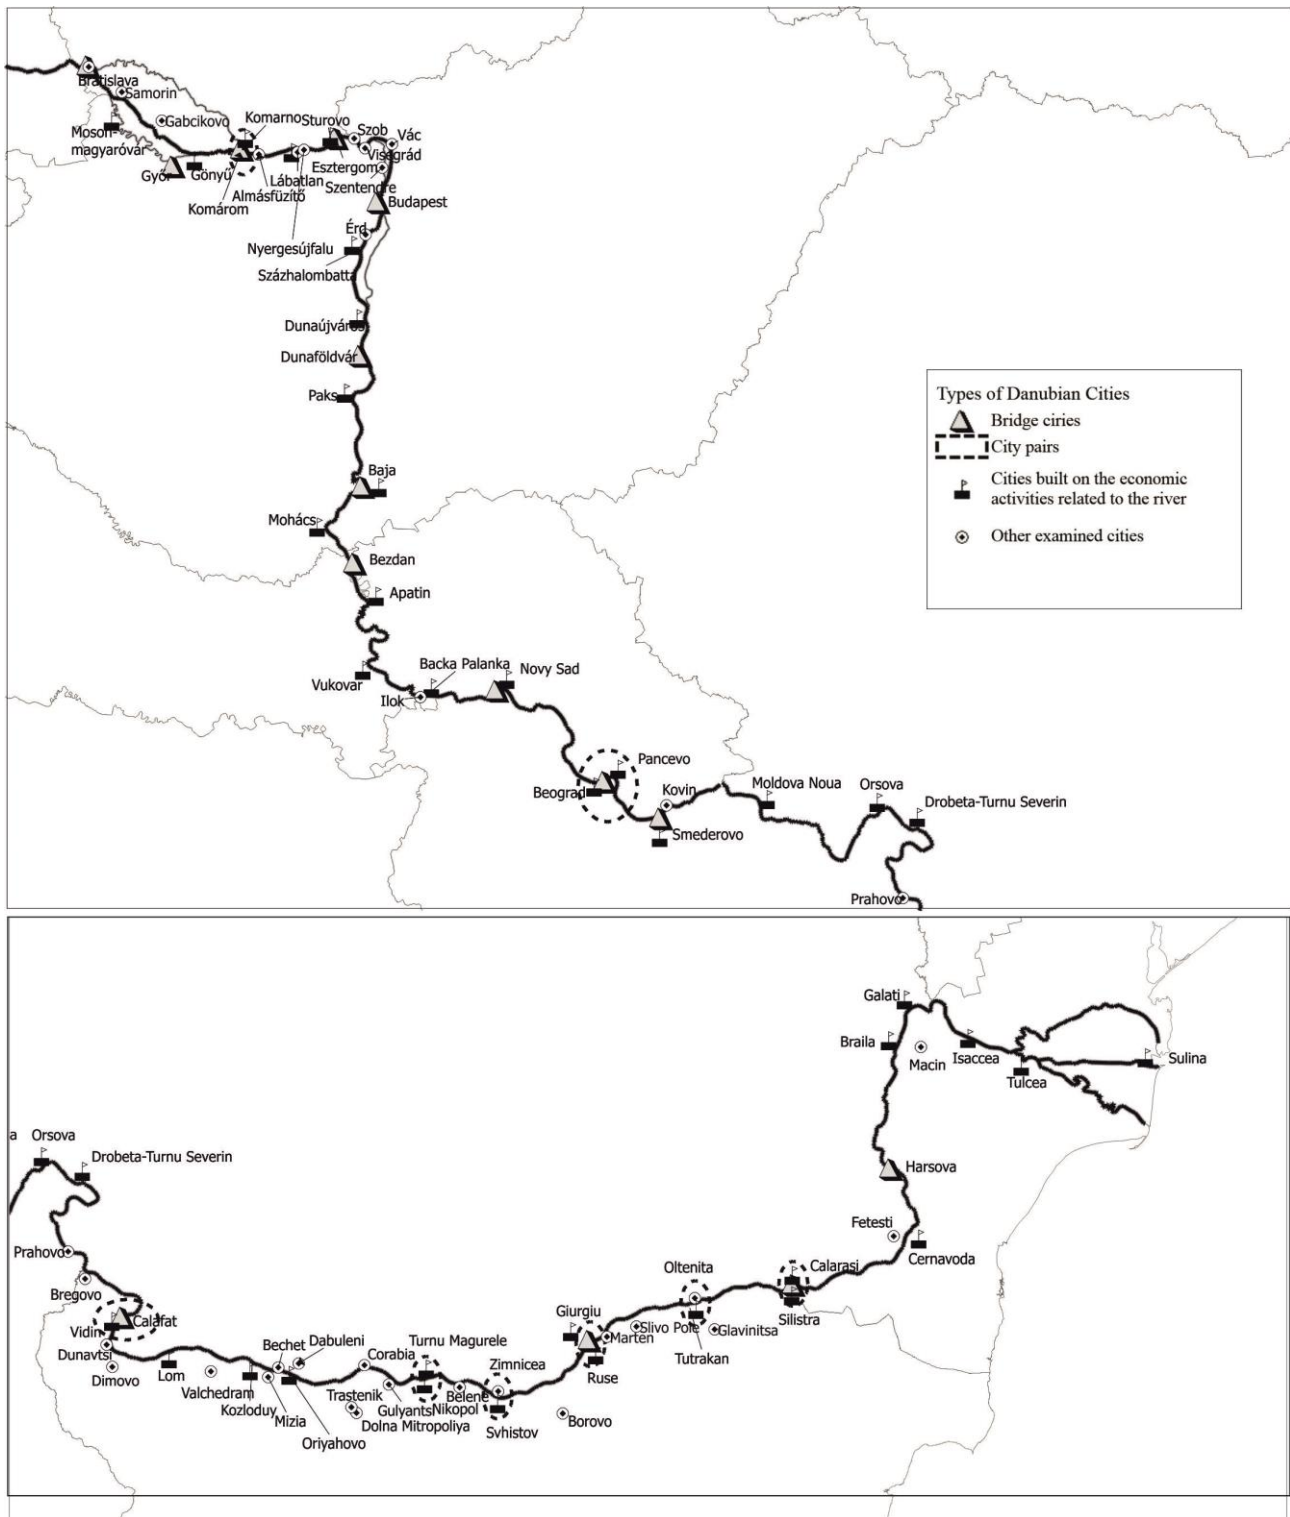 Bratislava
Samorin
Gabcikovo
Moson-
magyaróvár
Győr
Gönyű
Komarno
Komárom
Almásfüzitő
Lábatlan
Nyergesújfalu
Sturovo
Esztergom
Szob
Visegrád
Vác
Szentendre
Budapest
Érd
Százhalombatta
Dunaújváros
Dunaföldvár
Paks
Baja
Mohács
Bezdan
Apatin
Vukovar
Ilok
Backa Palanka
Novy Sad
Beograd
Pancevo
Kovin
Smederovo
Moldova Noua
Orsova
Drobeta-Turnu Severin
Prahovo
Types of Danubian Cities
Bridge ciries
City pairs
Cities built on the economic
activities related to the river
Other examined cities
Galati
Braila
Macin
Isaccea
Tulcea
Sulina
Harsova
Fetesti
Cernavoda
a
Orsova
Drobeta-Turnu Severin
Prahovo
Bregovo
Vidin
Calafat
Dunavtsi
Dimovo
Lom
Valchedram
Kozloduy
Mizia
Bechet
Dabuleni
Oriyahovo
Corabia
Trastenik
Dolna Mitropoliya
Gulyants
Turnu Magurele
Nikopol
Belene
Zimnicea
Svhistov
Borovo
Giurgiu
Ruse
Marten
Slivo Pole
Oltenita
Tutrakan
Glavinitsa
Calarasi
Silistra